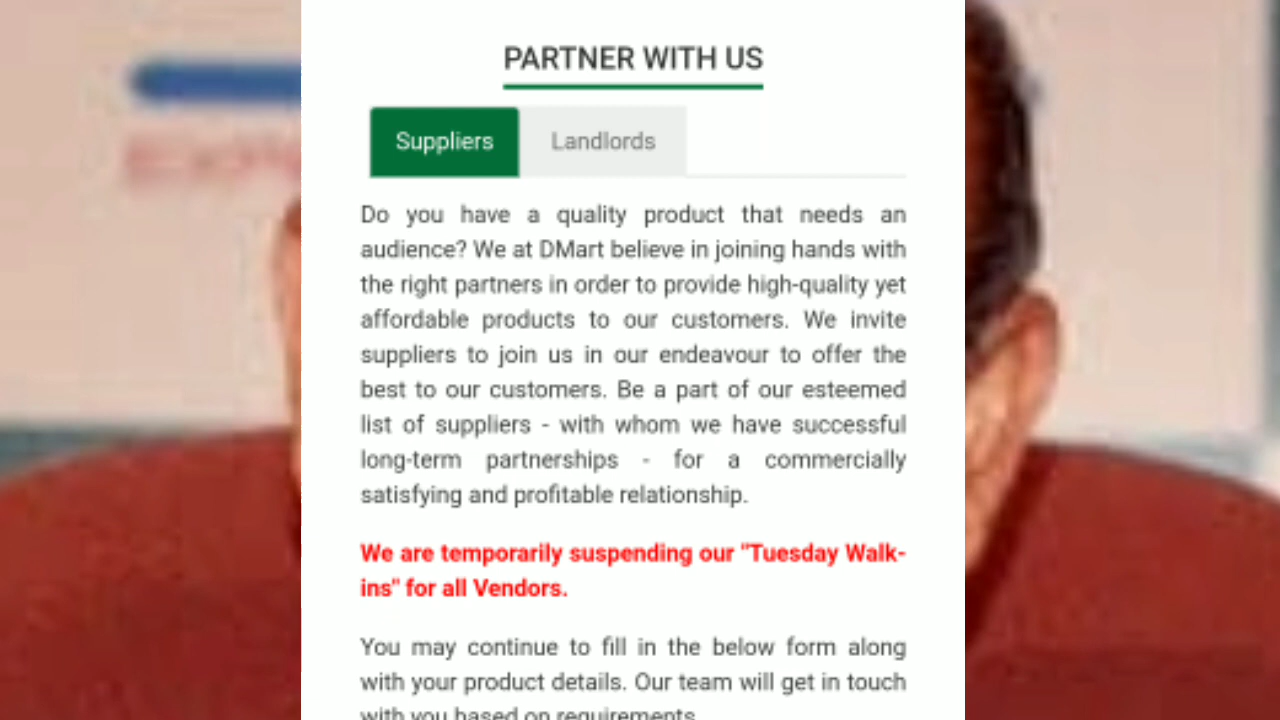 PARTNER WITH US
Suppliers
Landlords
Do you have a quality product that needs an
audience? We at DMart believe in joining hands with
the right partners in order to provide high-quality yet
affordable products to our customers. We invite
suppliers to join us in our endeavour to offer the
best to our customers. Be a part of our esteemed
list of suppliers - with whom we have successful
long-term partnerships - for a commercially
satisfying and profitable relationship.
We are temporarily suspending our "Tuesday Walk-
ins" for all Vendors.
You may continue to fill in the below form along
with your product details. Our team will get in touch
with you based on requirements